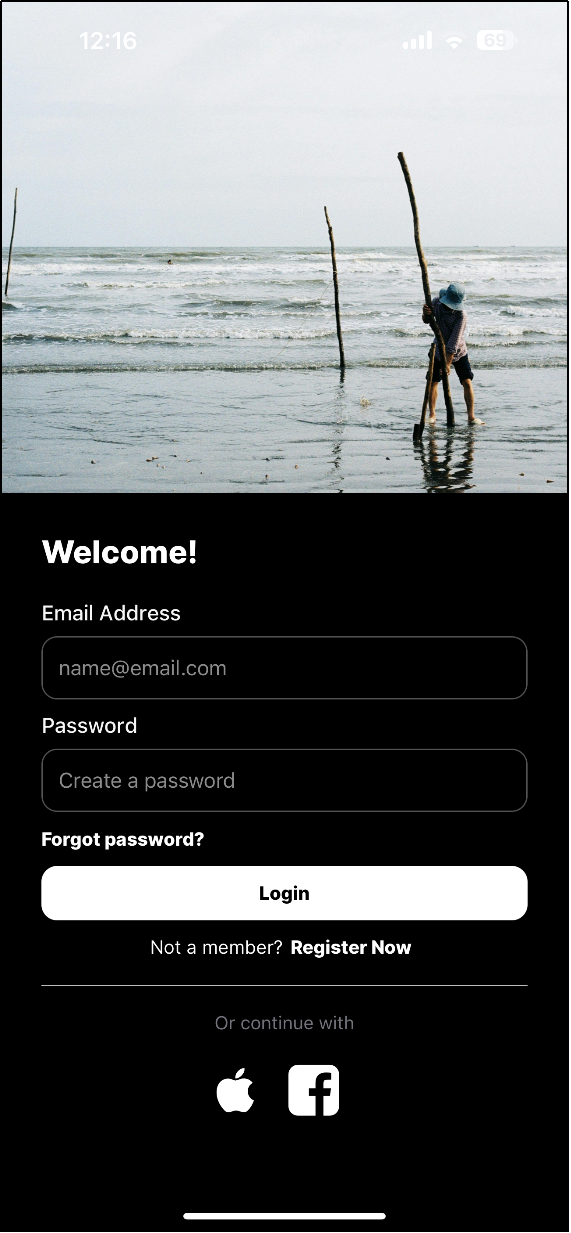 12:16 69
Welcome!
Email Address
name@email.com
Password
Create a password
Forgot password?
Login
Not a member? Register Now
Or continue with